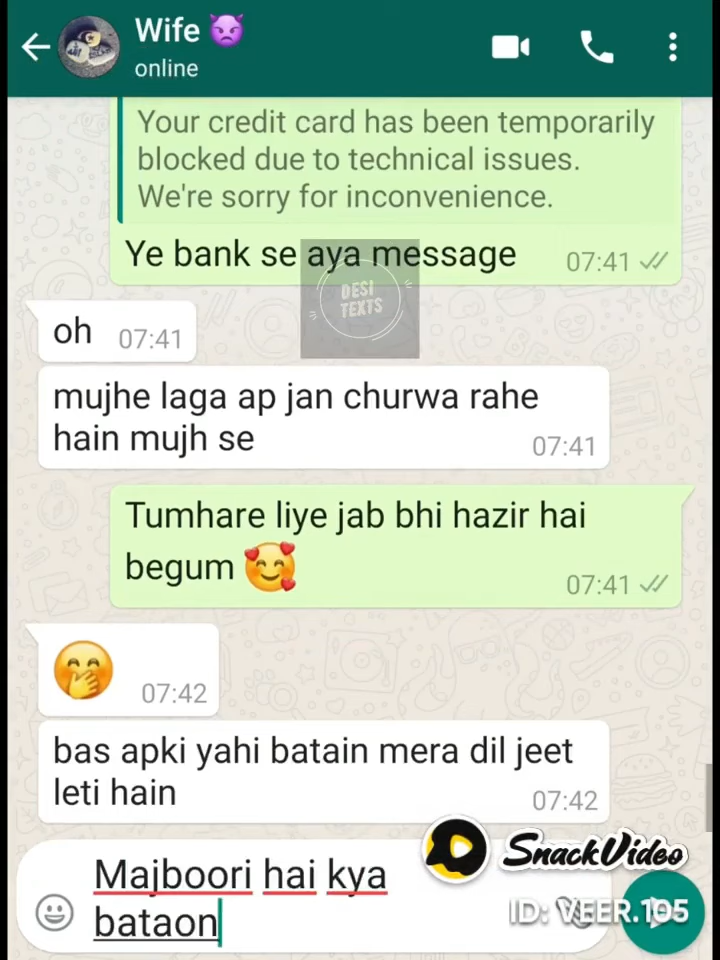 Wife 👿
online
Your credit card has been temporarily
blocked due to technical issues.
We're sorry for inconvenience.
Ye bank se aya message 07:41
DESI
TEXTS
oh 07:41
mujhe laga ap jan churwa rahe
hain mujh se 07:41
Tumhare liye jab bhi hazir hai
begum 🥰 07:41
🤭 07:42
bas apki yahi batain mera dil jeet
leti hain 07:42
SnackVideo
Majboori hai kya
bataon
ID: VEER.105